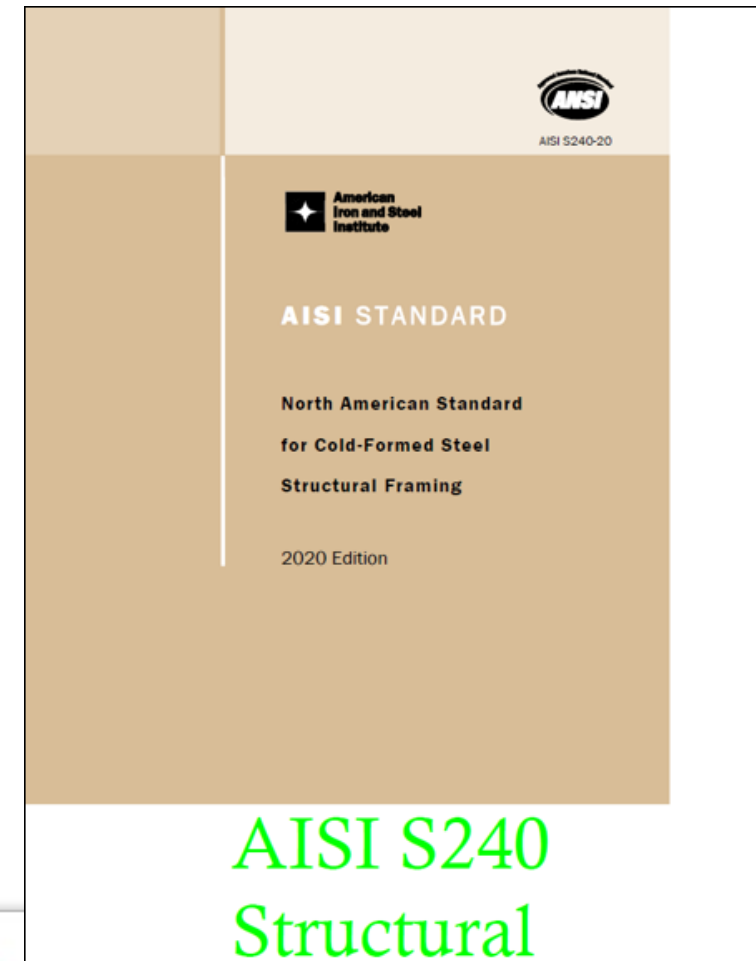 ANSI
AISI S240-20
American
Iron and Steel
Institute
AISI STANDARD
North American Standard
for Cold-Formed Steel
Structural Framing
2020 Edition
AISI S240
Structural